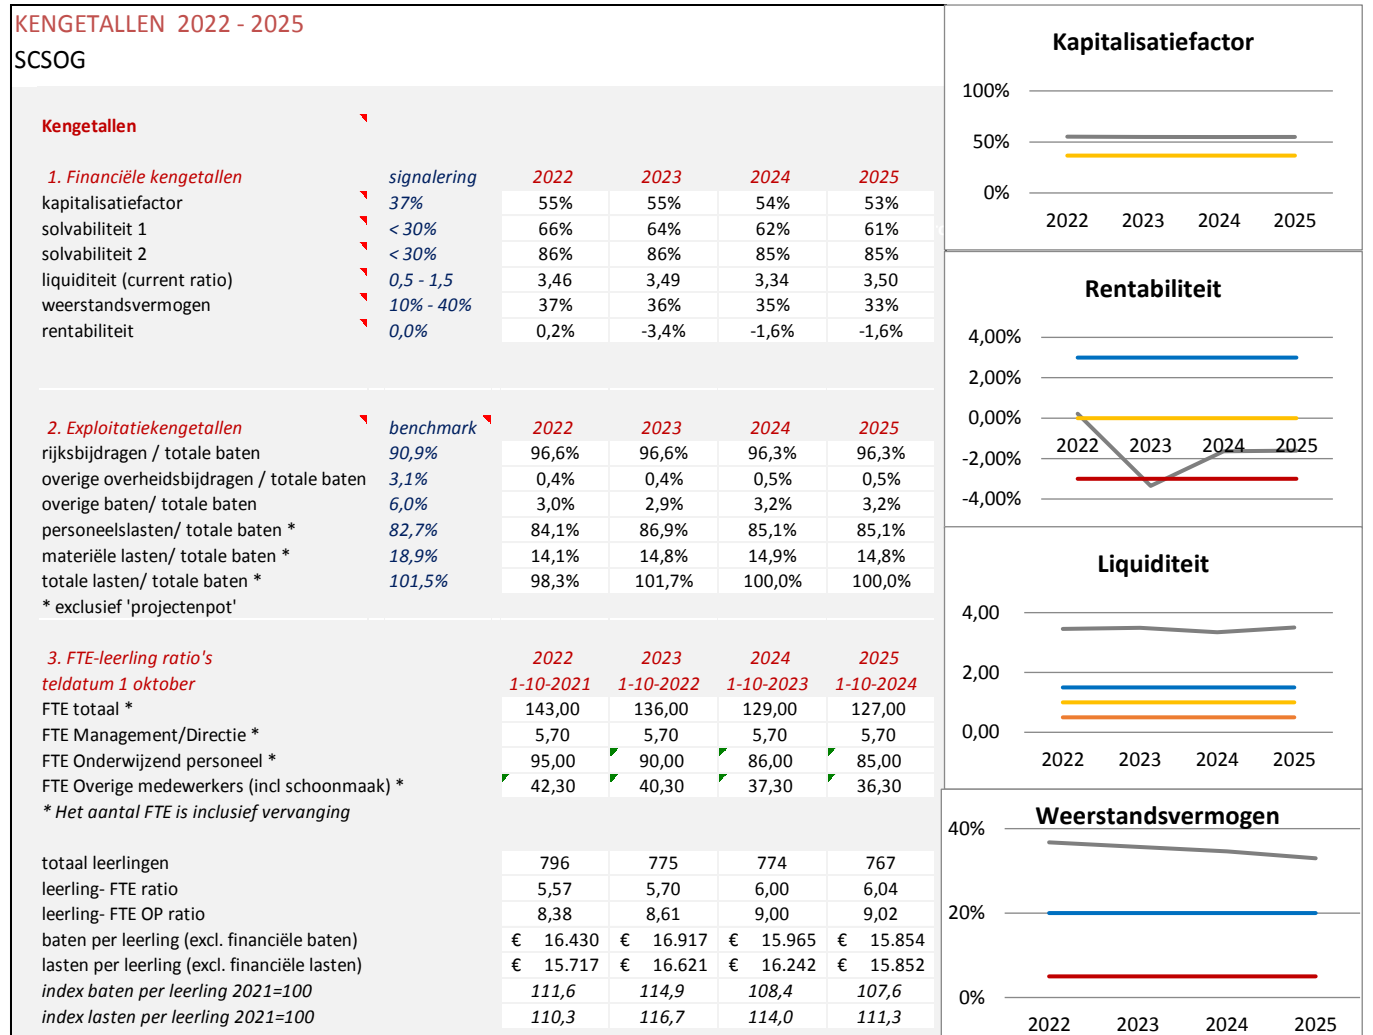 KENGETALLEN 2022 - 2025
SCSOG
Kengetallen
1. Financiële kengetallen signalering 2022 2023 2024 2025
kapitalisatiefactor 37% 55% 55% 54% 53%
solvabiliteit 1 < 30% 66% 64% 62% 61%
solvabiliteit 2 < 30% 86% 86% 85% 85%
liquiditeit (current ratio) 0,5 - 1,5 3,46 3,49 3,34 3,50
weerstandsvermogen 10% - 40% 37% 36% 35% 33%
rentabiliteit 0,0% 0,2% -3,4% -1,6% -1,6%
2. Exploitatiekengetallen benchmark 2022 2023 2024 2025
rijksbijdragen / totale baten 90,9% 96,6% 96,6% 96,3% 96,3%
overige overheidsbijdragen / totale baten 3,1% 0,4% 0,4% 0,5% 0,5%
overige baten/ totale baten 6,0% 3,0% 2,9% 3,2% 3,2%
personeelslasten/ totale baten * 82,7% 84,1% 86,9% 85,1% 85,1%
materiële lasten/ totale baten * 18,9% 14,1% 14,8% 14,9% 14,8%
totale lasten/ totale baten * 101,5% 98,3% 101,7% 100,0% 100,0%
* exclusief 'projectenpot'
3. FTE-leerling ratio's 2022 2023 2024 2025
teldatum 1 oktober 1-10-2021 1-10-2022 1-10-2023 1-10-2024
FTE totaal * 143,00 136,00 129,00 127,00
FTE Management/Directie * 5,70 5,70 5,70 5,70
FTE Onderwijzend personeel * 95,00 90,00 86,00 85,00
FTE Overige medewerkers (incl schoonmaak) * 42,30 40,30 37,30 36,30
* Het aantal FTE is inclusief vervanging
totaal leerlingen 796 775 774 767
leerling- FTE ratio 5,57 5,70 6,00 6,04
leerling- FTE OP ratio 8,38 8,61 9,00 9,02
baten per leerling (excl. financiële baten) € 16.430 € 16.917 € 15.965 € 15.854
lasten per leerling (excl. financiële lasten) € 15.717 € 16.621 € 16.242 € 15.852
index baten per leerling 2021=100 111,6 114,9 108,4 107,6
index lasten per leerling 2021=100 110,3 116,7 114,0 111,3
Kapitalisatiefactor
100%
50%
0%
2022 2023 2024 2025
Rentabiliteit
4,00%
2,00%
0,00%
2022 2023 2024 2025
-2,00%
-4,00%
Liquiditeit
4,00
2,00
0,00
2022 2023 2024 2025
Weerstandsvermogen
40%
20%
0%
2022 2023 2024 2025